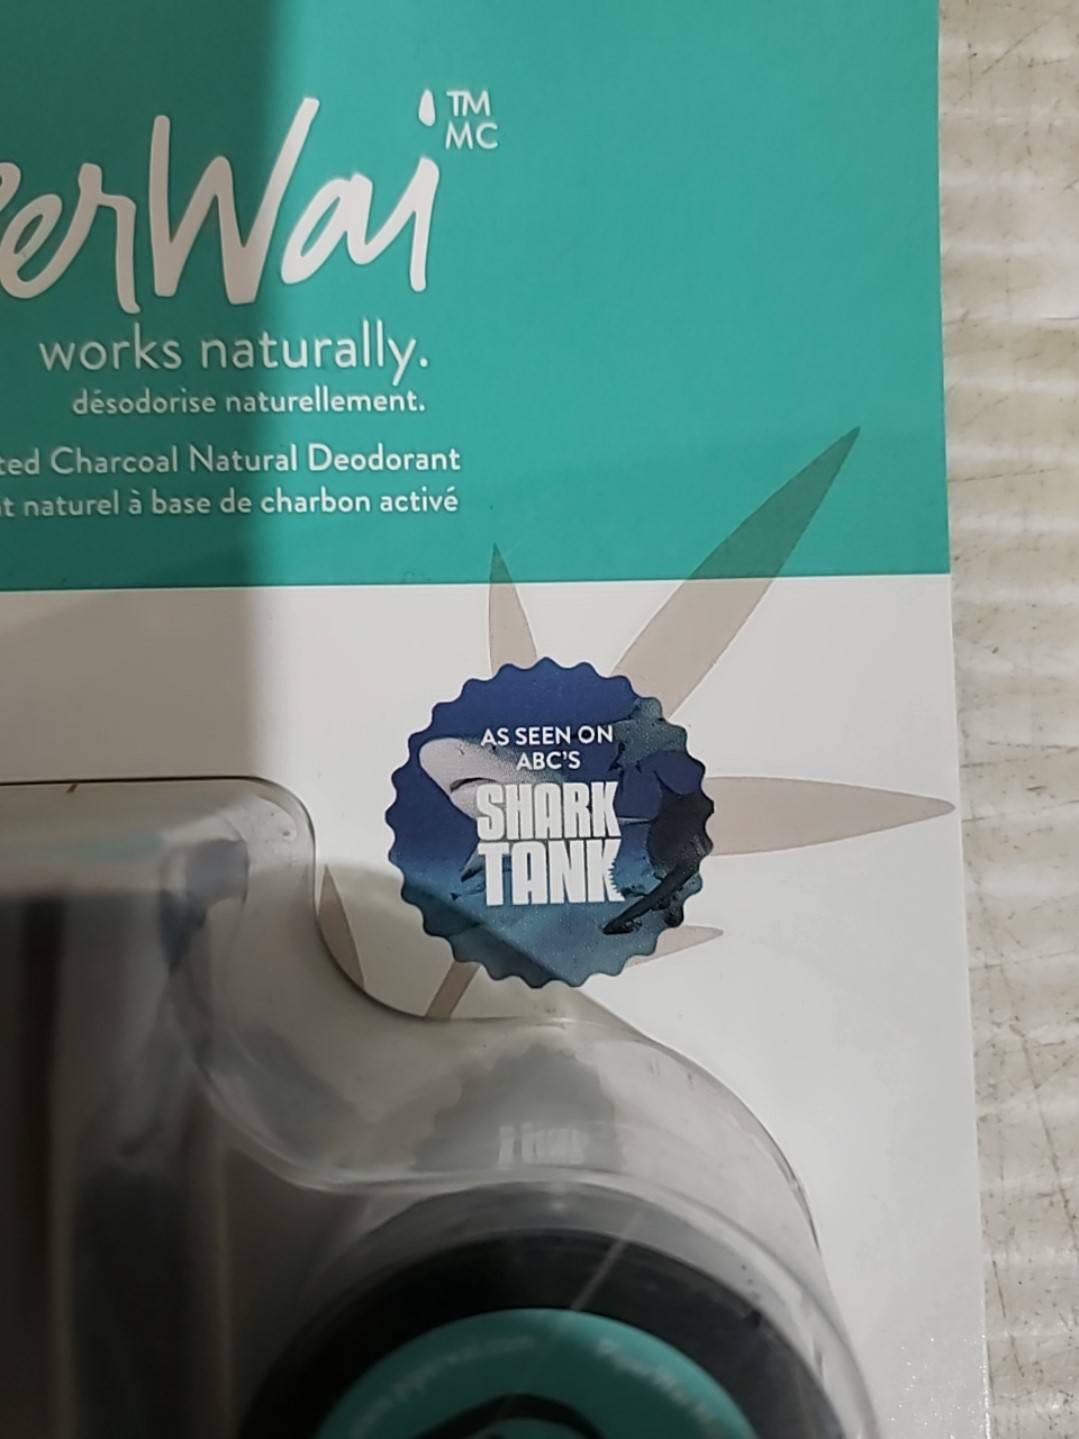 erWai
TM
MC
works naturally.
désodorise naturellement.
ted Charcoal Natural Deodorant
t naturel à base de charbon activé
AS SEEN ON
ABC'S
SHARK
TANK